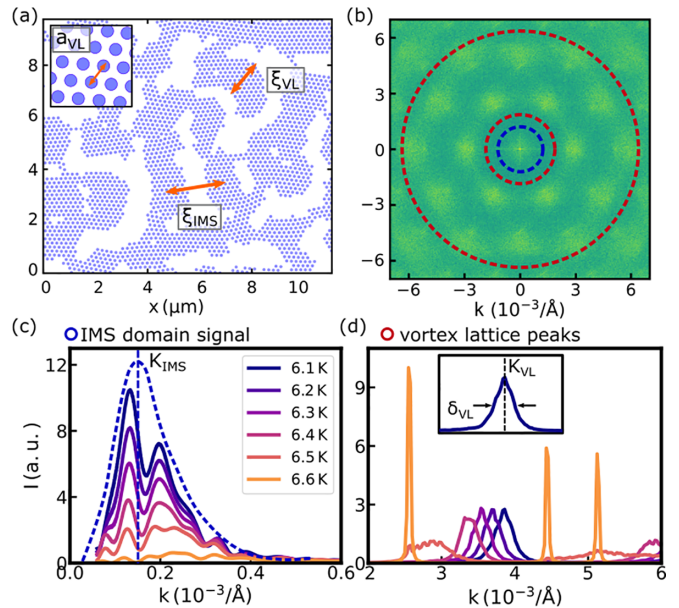 (a)
(b)
a_VL
ξ_VL
ξ_IMS
8
6
4
2
0
0 2 4 6 8 10
x (μm)
6
3
0
−3
−6
−6 −3 0 3 6
k (10⁻³/Å)
(c) IMS domain signal
(d) vortex lattice peaks
K_IMS
12
8
4
0
I (a. u.)
6.1 K
6.2 K
6.3 K
6.4 K
6.5 K
6.6 K
0.0 0.2 0.4 0.6
k (10⁻³/Å)
K_VL
δ_VL
9
6
3
0
2 3 4 5 6
k (10⁻³/Å)